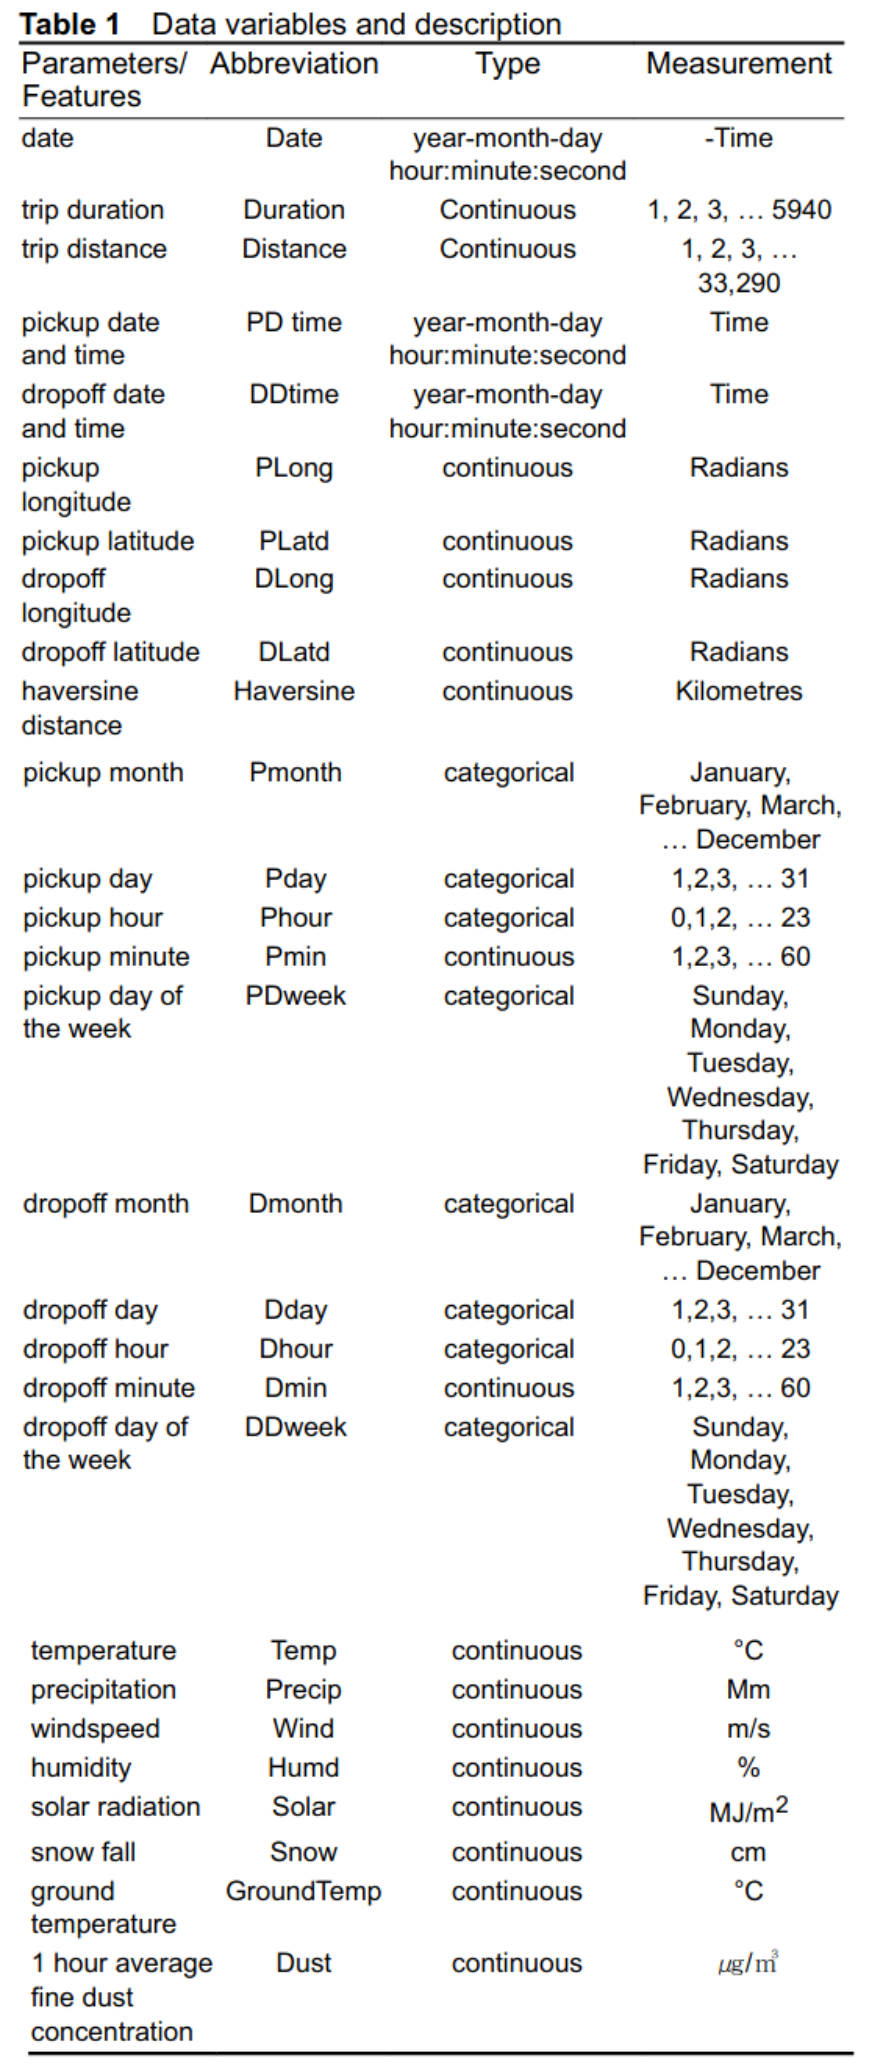 Table 1 Data variables and description
Parameters/ Abbreviation Type Measurement
Features
date Date year-month-day -Time
hour:minute:second
trip duration Duration Continuous 1, 2, 3, … 5940
trip distance Distance Continuous 1, 2, 3, …
33,290
pickup date PD time year-month-day Time
and time hour:minute:second
dropoff date DDtime year-month-day Time
and time hour:minute:second
pickup PLong continuous Radians
longitude
pickup latitude PLatd continuous Radians
dropoff DLong continuous Radians
longitude
dropoff latitude DLatd continuous Radians
haversine Haversine continuous Kilometres
distance
pickup month Pmonth categorical January,
February, March,
… December
pickup day Pday categorical 1,2,3, … 31
pickup hour Phour categorical 0,1,2, … 23
pickup minute Pmin continuous 1,2,3, … 60
pickup day of PDweek categorical Sunday,
the week Monday,
Tuesday,
Wednesday,
Thursday,
Friday, Saturday
dropoff month Dmonth categorical January,
February, March,
… December
dropoff day Dday categorical 1,2,3, … 31
dropoff hour Dhour categorical 0,1,2, … 23
dropoff minute Dmin continuous 1,2,3, … 60
dropoff day of DDweek categorical Sunday,
the week Monday,
Tuesday,
Wednesday,
Thursday,
Friday, Saturday
temperature Temp continuous °C
precipitation Precip continuous Mm
windspeed Wind continuous m/s
humidity Humd continuous %
solar radiation Solar continuous MJ/m²
snow fall Snow continuous cm
ground GroundTemp continuous °C
temperature
1 hour average Dust continuous µg/m³
fine dust
concentration